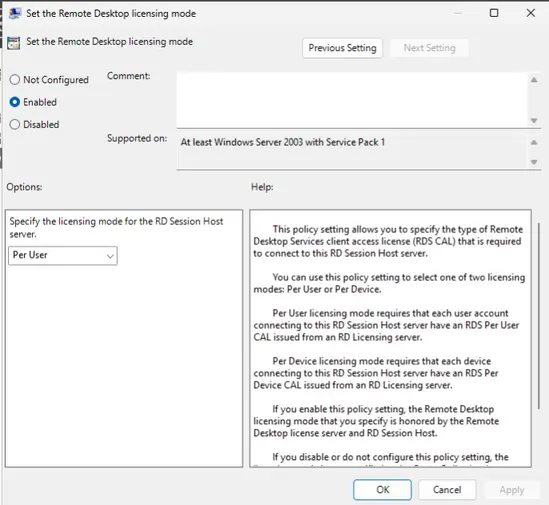 Set the Remote Desktop licensing mode
Set the Remote Desktop licensing mode
Previous Setting
Next Setting
Not Configured
Enabled
Disabled
Comment:
Supported on:
At least Windows Server 2003 with Service Pack 1
Options:
Help:
Specify the licensing mode for the RD Session Host
server.
Per User
This policy setting allows you to specify the type of Remote
Desktop Services client access license (RDS CAL) that is required
to connect to this RD Session Host server.
You can use this policy setting to select one of two licensing
modes: Per User or Per Device.
Per User licensing mode requires that each user account
connecting to this RD Session Host server have an RDS Per User
CAL issued from an RD Licensing server.
Per Device licensing mode requires that each device
connecting to this RD Session Host server have an RDS Per
Device CAL issued from an RD Licensing server.
If you enable this policy setting, the Remote Desktop
licensing mode that you specify is honored by the Remote
Desktop license server and RD Session Host.
If you disable or do not configure this policy setting, the
OK
Cancel
Apply